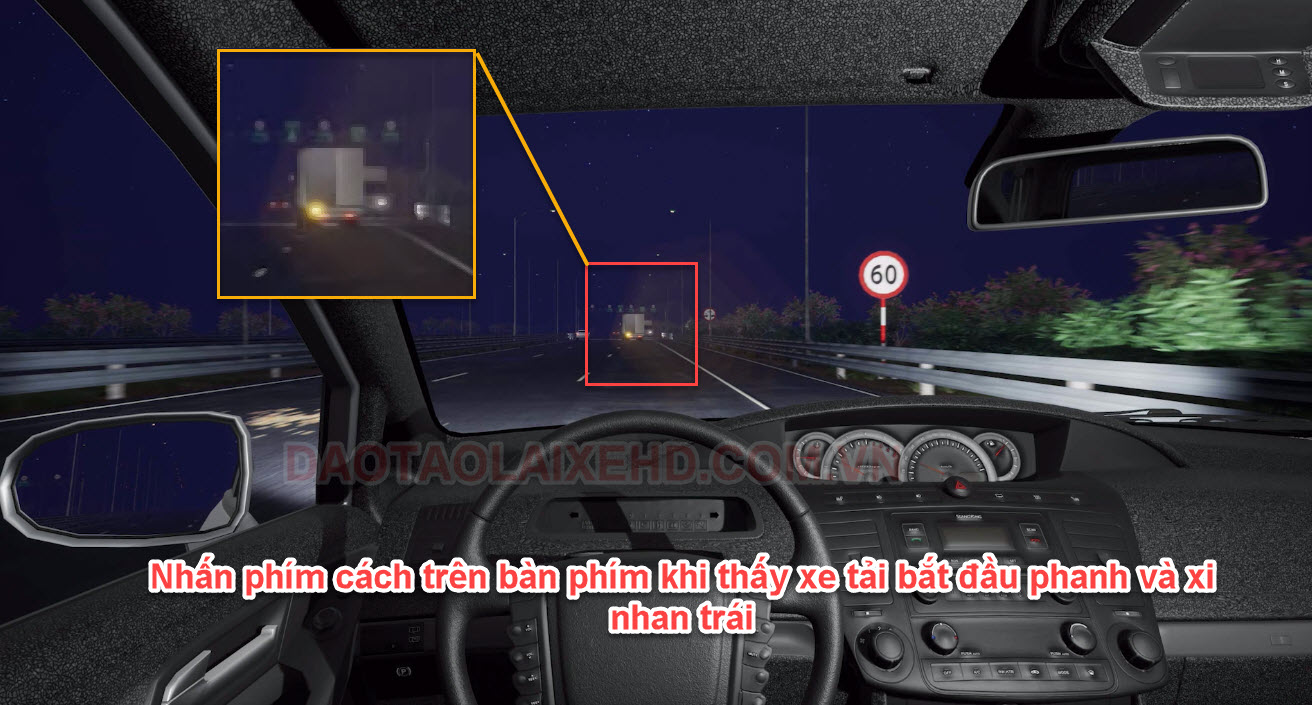 60
DAOTAOLAIXEHD.COM.VN
Nhấn phím cách trên bàn phím khi thấy xe tải bắt đầu phanh và xi
nhan trái